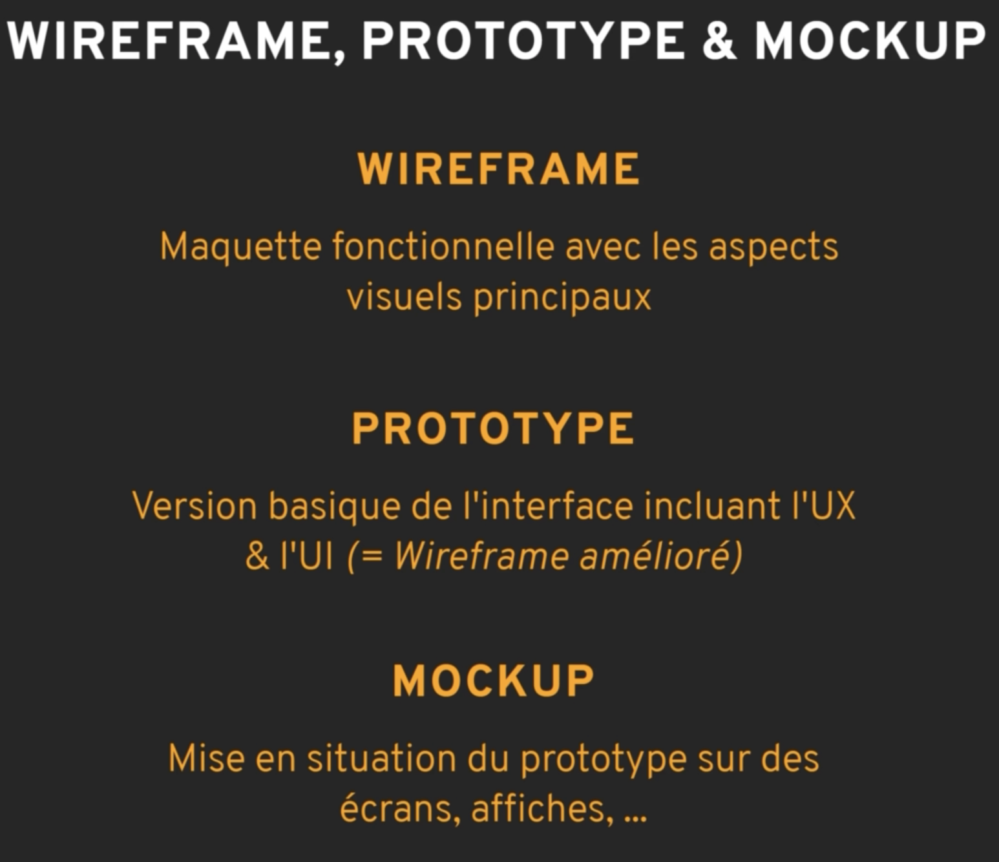 WIREFRAME, PROTOTYPE & MOCKUP
WIREFRAME
Maquette fonctionnelle avec les aspects
visuels principaux
PROTOTYPE
Version basique de l'interface incluant l'UX
& l'UI (= Wireframe amélioré)
MOCKUP
Mise en situation du prototype sur des
écrans, affiches, ...